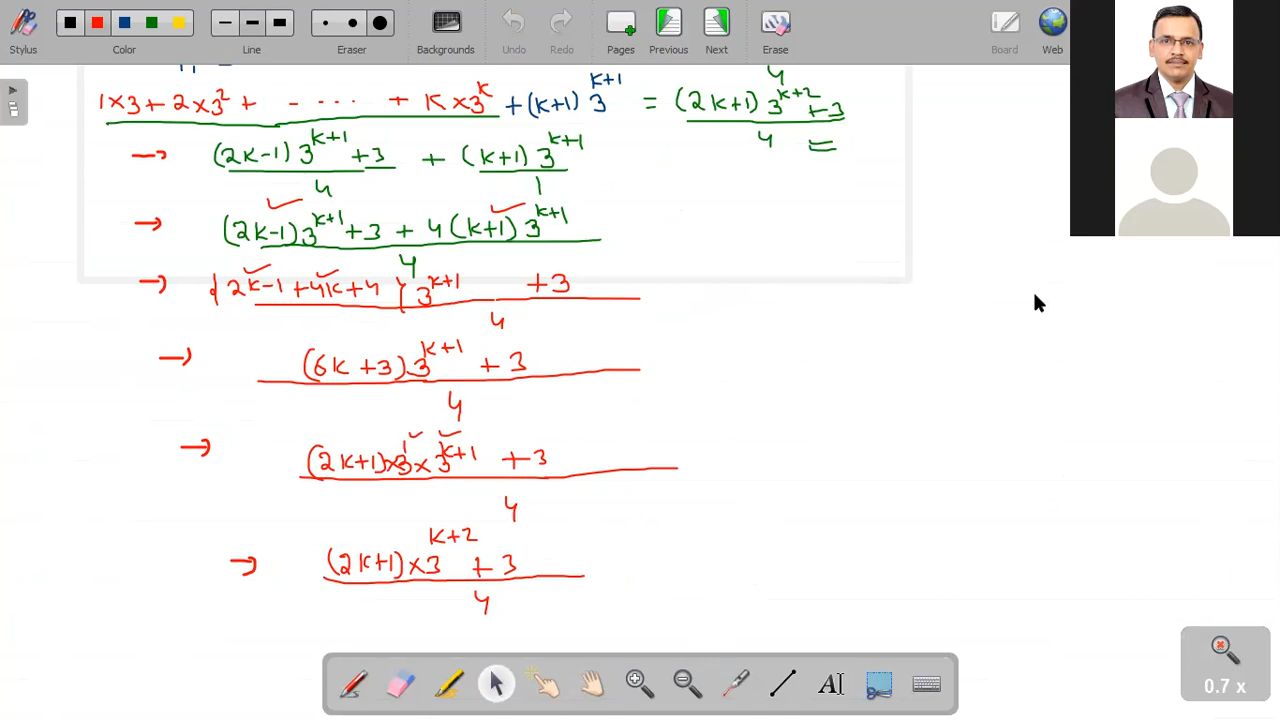 Stylus Color Line Eraser Backgrounds Undo Redo Pages Previous Next Erase Board Web
4
1×3+2×3² + - .... + k×3^k +(k+1) 3^k+1 = (2k+1) 3^k+2 +3
4
→ (2k-1) 3^k+1 +3 + (k+1) 3^k+1
4 1
→ (2k-1)3^k+1 +3 + 4(k+1) 3^k+1
4
→ {2k-1 +4k+4} 3^k+1 +3
4
→ (6k+3).3^k+1 +3
4
→ (2k+1)×3^1×3^k+1 +3
4
→ (2k+1)×3^k+2 +3
4
0.7 x